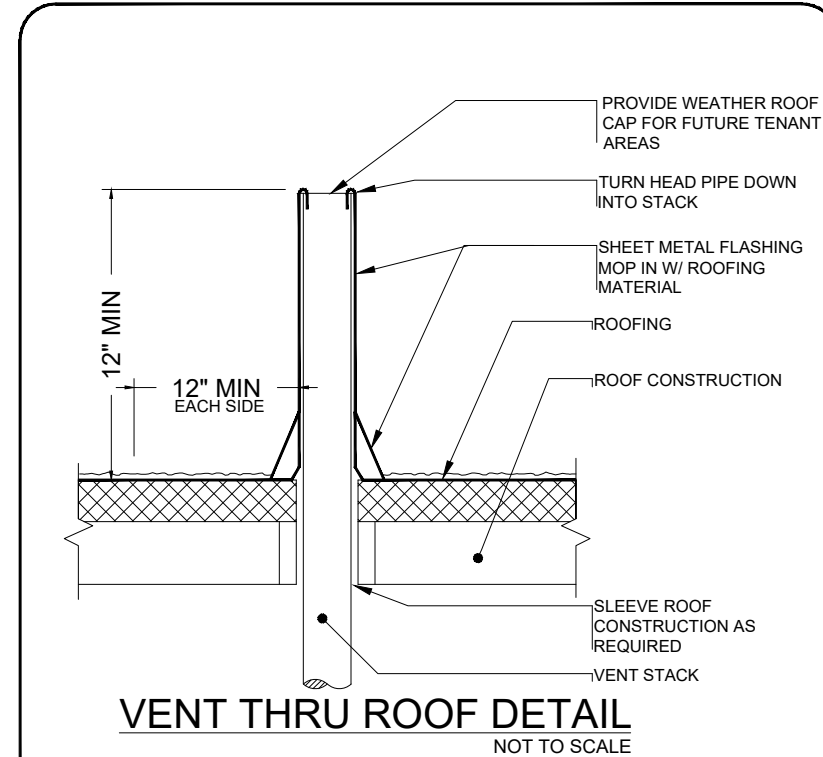 PROVIDE WEATHER ROOF
CAP FOR FUTURE TENANT
AREAS
TURN HEAD PIPE DOWN
INTO STACK
SHEET METAL FLASHING
MOP IN W/ ROOFING
MATERIAL
ROOFING
12" MIN
12" MIN
EACH SIDE
ROOF CONSTRUCTION
SLEEVE ROOF
CONSTRUCTION AS
REQUIRED
VENT STACK
VENT THRU ROOF DETAIL
NOT TO SCALE